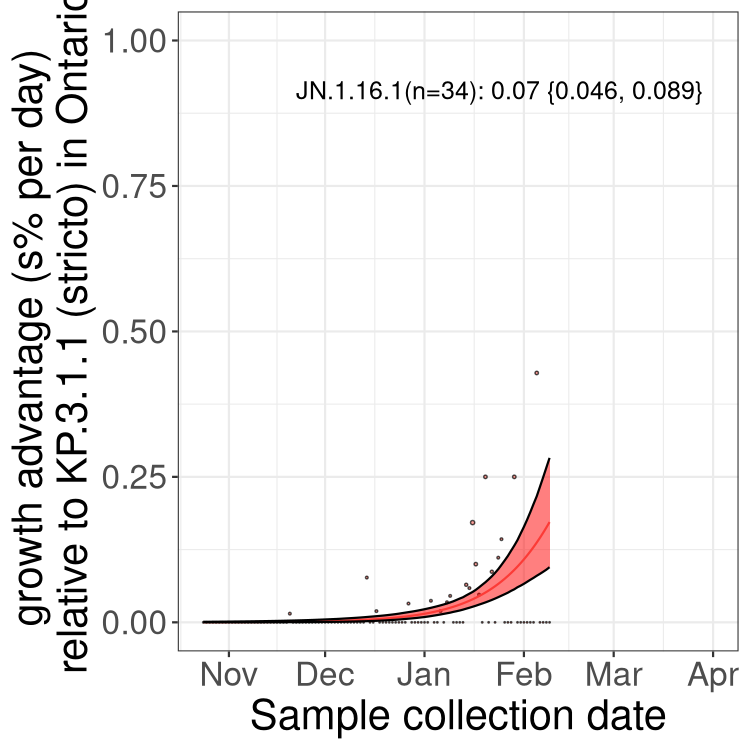 growth advantage (s% per day)
relative to KP.3.1.1 (stricto) in Ontario
1.00
0.75
0.50
0.25
0.00
JN.1.16.1(n=34): 0.07 {0.046, 0.089}
Nov Dec Jan Feb Mar Apr
Sample collection date